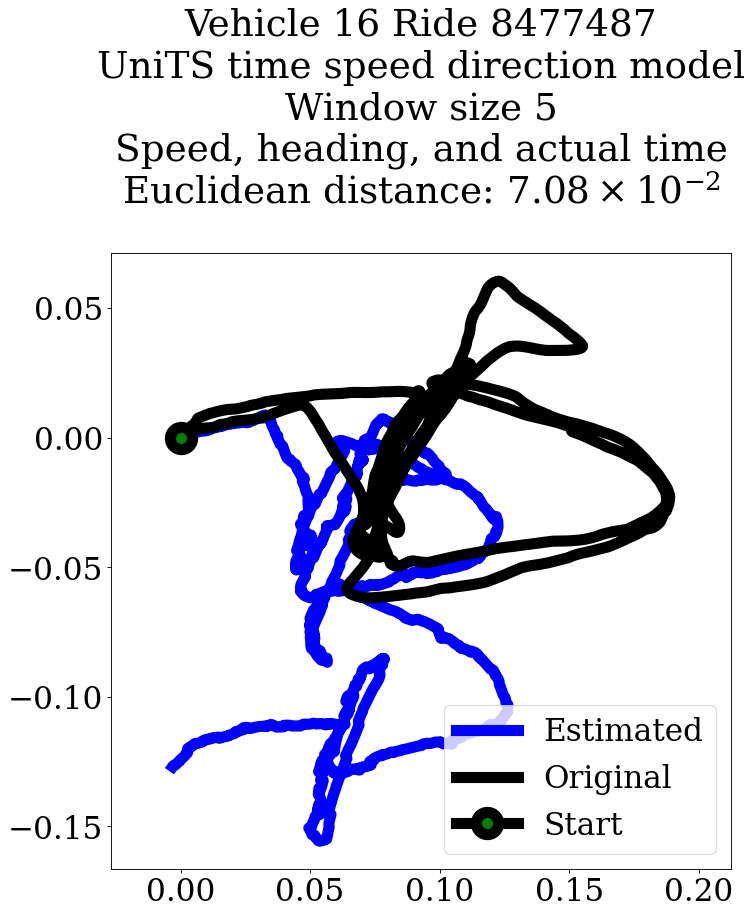 Vehicle 16 Ride 8477487
UniTS time speed direction model
Window size 5
Speed, heading, and actual time
Euclidean distance: 7.08 × 10⁻²
0.05
0.00
−0.05
−0.10
−0.15
Estimated
Original
Start
0.00 0.05 0.10 0.15 0.20